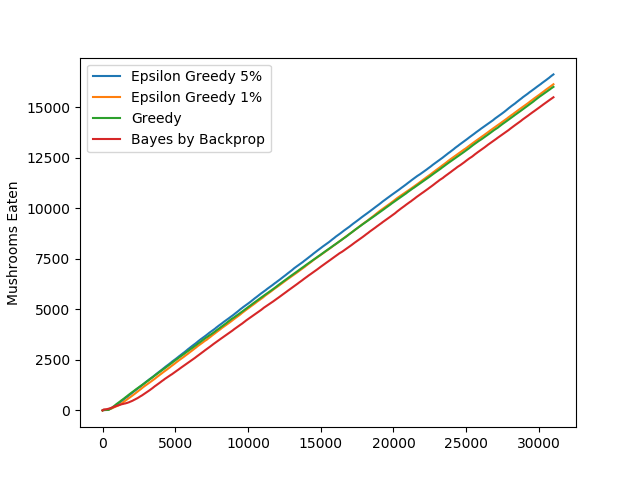 Epsilon Greedy 5%
Epsilon Greedy 1%
Greedy
Bayes by Backprop
Mushrooms Eaten
15000
12500
10000
7500
5000
2500
0
0 5000 10000 15000 20000 25000 30000